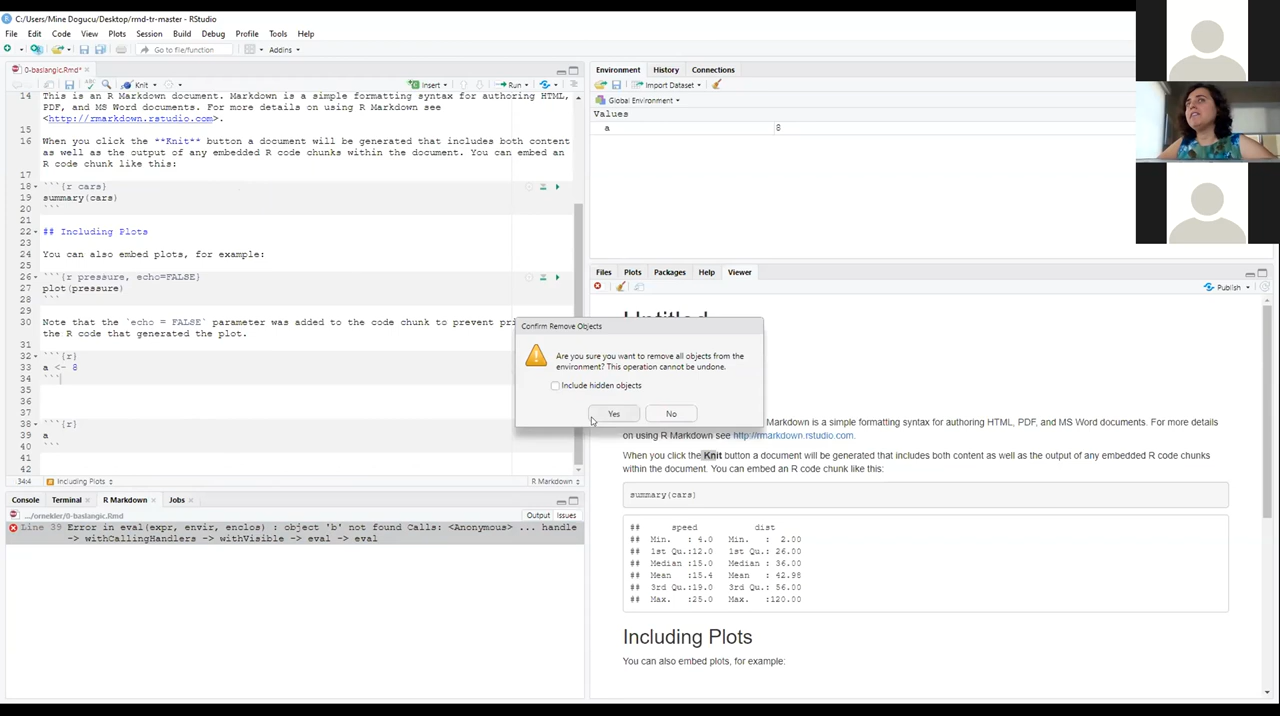 C:/Users/Mine Dogucu/Desktop/rmd-tr-master - RStudio
File Edit Code View Plots Session Build Debug Profile Tools Help
Go to file/function Addins
0-baslangic.Rmd*
ABC Knit Insert Run
14 This is an R Markdown document. Markdown is a simple formatting syntax for authoring HTML,
PDF, and MS Word documents. For more details on using R Markdown see
<http://rmarkdown.rstudio.com>.
15
16 When you click the **Knit** button a document will be generated that includes both content
as well as the output of any embedded R code chunks within the document. You can embed an
R code chunk like this:
17
18 ```{r cars}
19 summary(cars)
20 ```
21
22 ## Including Plots
23
24 You can also embed plots, for example:
25
26 ```{r pressure, echo=FALSE}
27 plot(pressure)
28 ```
29
30 Note that the `echo = FALSE` parameter was added to the code chunk to prevent pri
the R code that generated the plot.
31
32 ```{r}
33 a <- 8
34 ```
35
36
37
38 ```{r}
39 a
40 ```
41
42
34:4 Including Plots R Markdown
Console Terminal R Markdown Jobs
.../ornekler/0-baslangic.Rmd Output Issues
Line 39 Error in eval(expr, envir, enclos) : object 'b' not found Calls: <Anonymous> ... handle
-> withCallingHandlers -> withVisible -> eval -> eval
Environment History Connections
Import Dataset
Global Environment
Values
a 8
Files Plots Packages Help Viewer
Publish
Untitled
Confirm Remove Objects
Are you sure you want to remove all objects from the
environment? This operation cannot be undone.
Include hidden objects
Yes No
Markdown is a simple formatting syntax for authoring HTML, PDF, and MS Word documents. For more details
on using R Markdown see http://rmarkdown.rstudio.com.
When you click the Knit button a document will be generated that includes both content as well as the output of any embedded R code chunks
within the document. You can embed an R code chunk like this:
summary(cars)
## speed dist
## Min. : 4.0 Min. : 2.00
## 1st Qu.:12.0 1st Qu.: 26.00
## Median :15.0 Median : 36.00
## Mean :15.4 Mean : 42.98
## 3rd Qu.:19.0 3rd Qu.: 56.00
## Max. :25.0 Max. :120.00
Including Plots
You can also embed plots, for example: